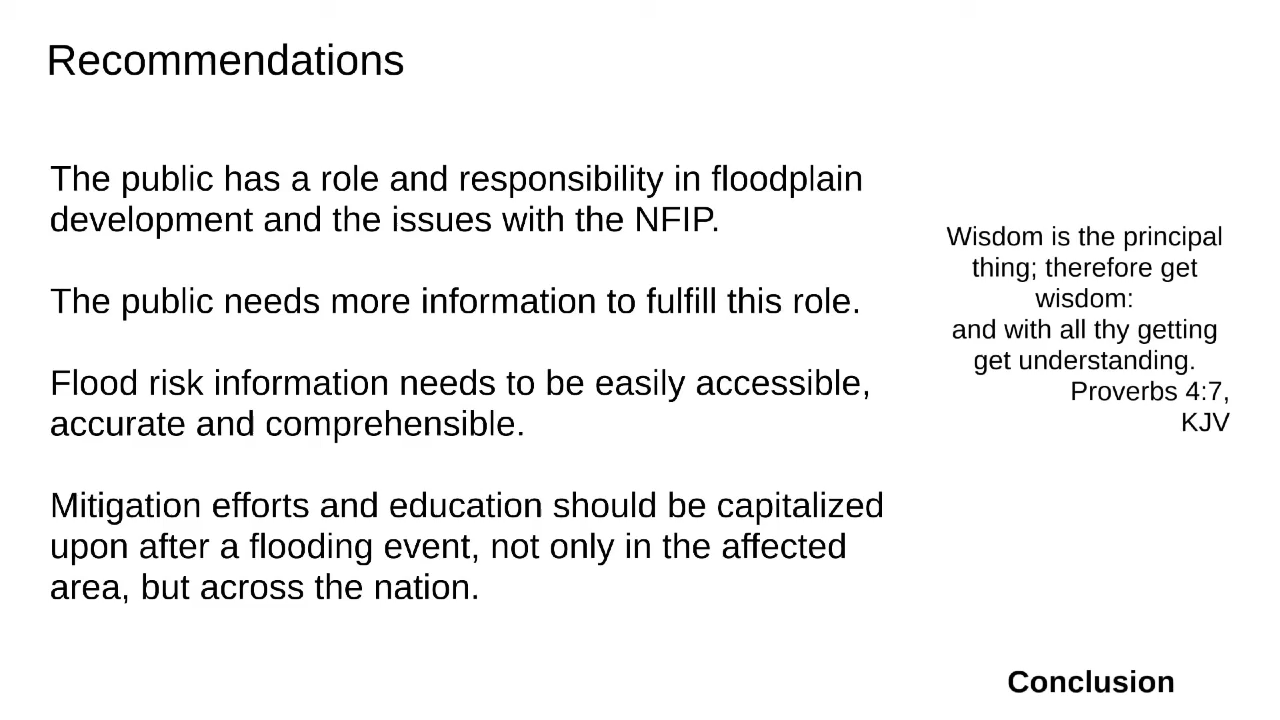 Recommendations
The public has a role and responsibility in floodplain
development and the issues with the NFIP.
The public needs more information to fulfill this role.
Flood risk information needs to be easily accessible,
accurate and comprehensible.
Mitigation efforts and education should be capitalized
upon after a flooding event, not only in the affected
area, but across the nation.
Wisdom is the principal
thing; therefore get
wisdom:
and with all thy getting
get understanding.
Proverbs 4:7,
KJV
Conclusion